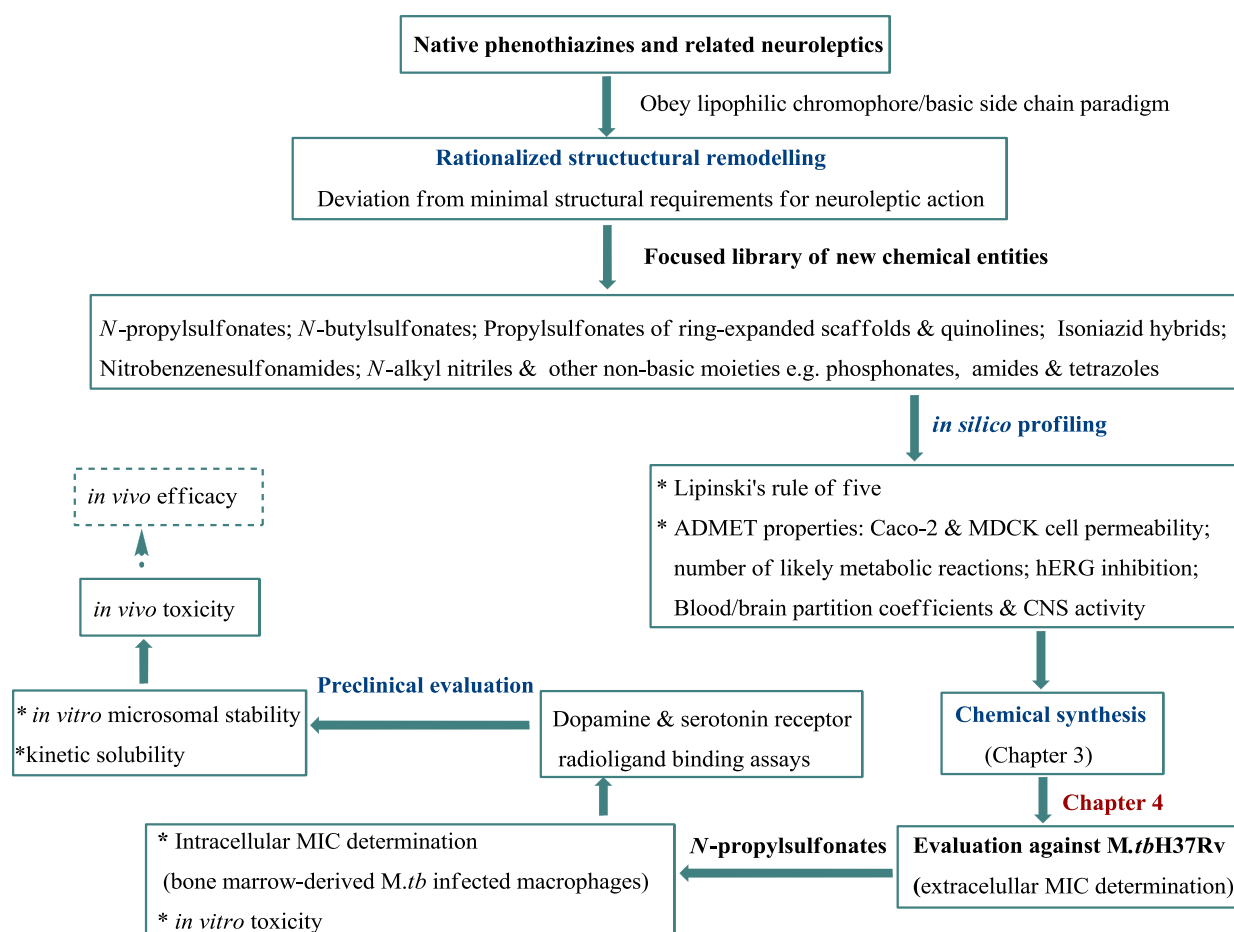 Native phenothiazines and related neuroleptics
Obey lipophilic chromophore/basic side chain paradigm
Rationalized structuctural remodelling
Deviation from minimal structural requirements for neuroleptic action
Focused library of new chemical entities
N-propylsulfonates; N-butylsulfonates; Propylsulfonates of ring-expanded scaffolds & quinolines; Isoniazid hybrids;
Nitrobenzenesulfonamides; N-alkyl nitriles & other non-basic moieties e.g. phosphonates, amides & tetrazoles
in silico profiling
* Lipinski's rule of five
* ADMET properties: Caco-2 & MDCK cell permeability;
number of likely metabolic reactions; hERG inhibition;
Blood/brain partition coefficients & CNS activity
Chemical synthesis
(Chapter 3)
Chapter 4
Evaluation against M.tbH37Rv
(extracelullar MIC determination)
N-propylsulfonates
* Intracellular MIC determination
(bone marrow-derived M.tb infected macrophages)
* in vitro toxicity
Dopamine & serotonin receptor
radioligand binding assays
Preclinical evaluation
* in vitro microsomal stability
*kinetic solubility
in vivo toxicity
in vivo efficacy